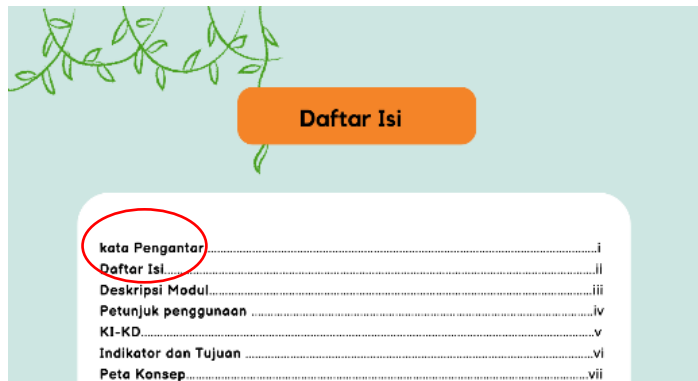 Daftar Isi
kata Pengantar..........i
Daftar Isi..........ii
Deskripsi Modul..........iii
Petunjuk penggunaan ..........iv
KI-KD..........v
Indikator dan Tujuan ..........vi
Peta Konsep..........vii